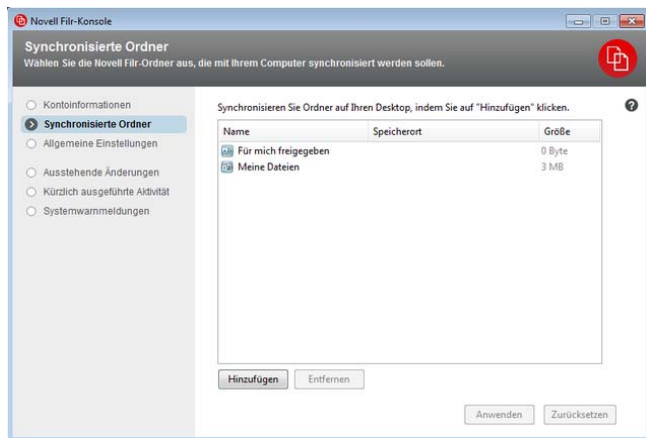 Novell Filr-Konsole
Synchronisierte Ordner
Wählen Sie die Novell Filr-Ordner aus, die mit Ihrem Computer synchronisiert werden sollen.
Kontoinformationen
Synchronisierte Ordner
Allgemeine Einstellungen
Ausstehende Änderungen
Kürzlich ausgeführte Aktivität
Systemwarnmeldungen
Synchronisieren Sie Ordner auf Ihren Desktop, indem Sie auf "Hinzufügen" klicken.
Name Speicherort Größe
Für mich freigegeben 0 Byte
Meine Dateien 3 MB
Hinzufügen Entfernen
Anwenden Zurücksetzen